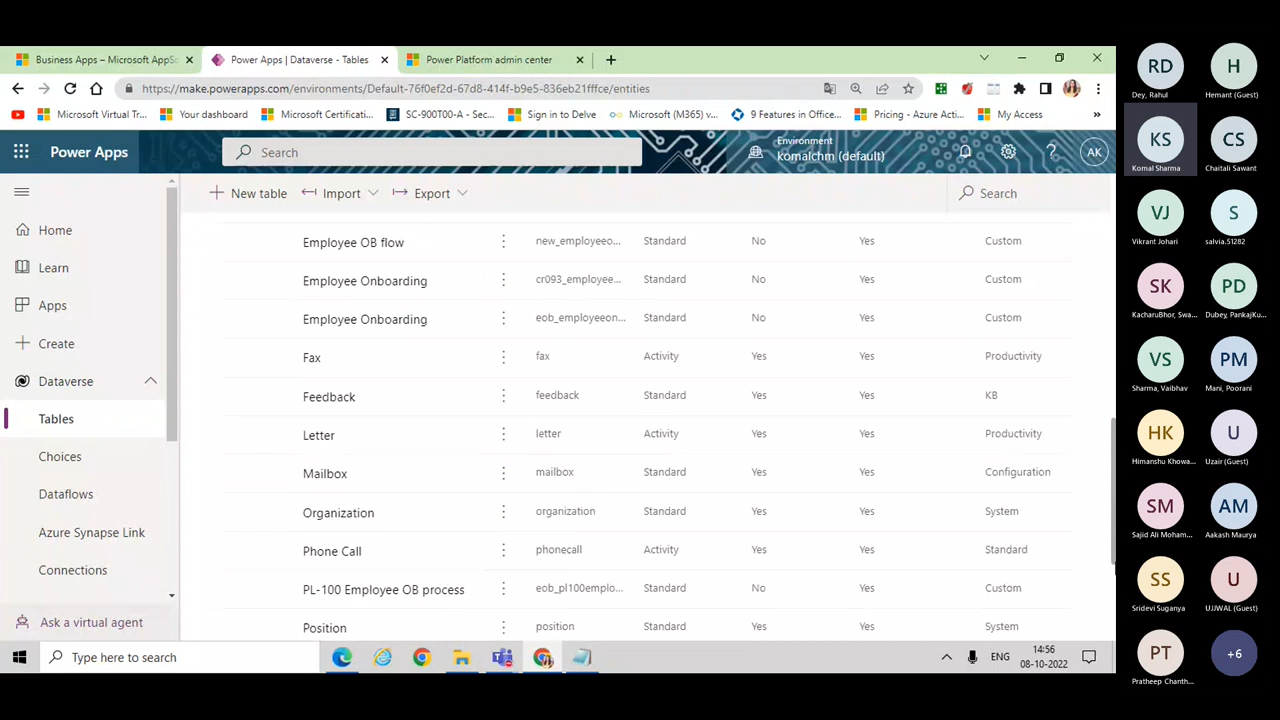 Business Apps – Microsoft AppSo
Power Apps | Dataverse - Tables
Power Platform admin center
https://make.powerapps.com/environments/default-76f0ef2d-67d8-414f-b9e5-836eb21fffce/entities
Microsoft Virtual Tr...
Your dashboard
Microsoft Certificati...
SC-900T00-A - Sec...
Sign in to Delve
Microsoft (M365) v...
9 Features in Office...
Pricing - Azure Acti...
My Access
»
Power Apps
Search
Environment
komalchm (default)
AK
New table
Import
Export
Search
Home
Learn
Apps
Create
Dataverse
Tables
Choices
Dataflows
Azure Synapse Link
Connections
Ask a virtual agent
Employee OB flow new_employeeo... Standard No Yes Custom
Employee Onboarding cr093_employee... Standard No Yes Custom
Employee Onboarding eob_employeeon... Standard No Yes Custom
Fax fax Activity Yes Yes Productivity
Feedback feedback Standard Yes Yes KB
Letter letter Activity Yes Yes Productivity
Mailbox mailbox Standard Yes Yes Configuration
Organization organization Standard Yes Yes System
Phone Call phonecall Activity Yes Yes Standard
PL-100 Employee OB process eob_pl100emplo... Standard No Yes Custom
Position position Standard Yes Yes System
Type here to search
ENG
14:56
08-10-2022
RD
Dey, Rahul
H
Hemant (Guest)
KS
Komal Sharma
CS
Chaitali Sawant
VJ
Vikrant Johari
S
salvia.51282
SK
KacharuBhor, Swa...
PD
Dubey, PankajKu...
VS
Sharma, Vaibhav
PM
Mani, Poorani
HK
Himanshu Khowa...
U
Uzair (Guest)
SM
Sajid Ali Moham...
AM
Aakash Maurya
SS
Sridevi Suganya
U
UJJWAL (Guest)
PT
Pratheep Chanth...
+6